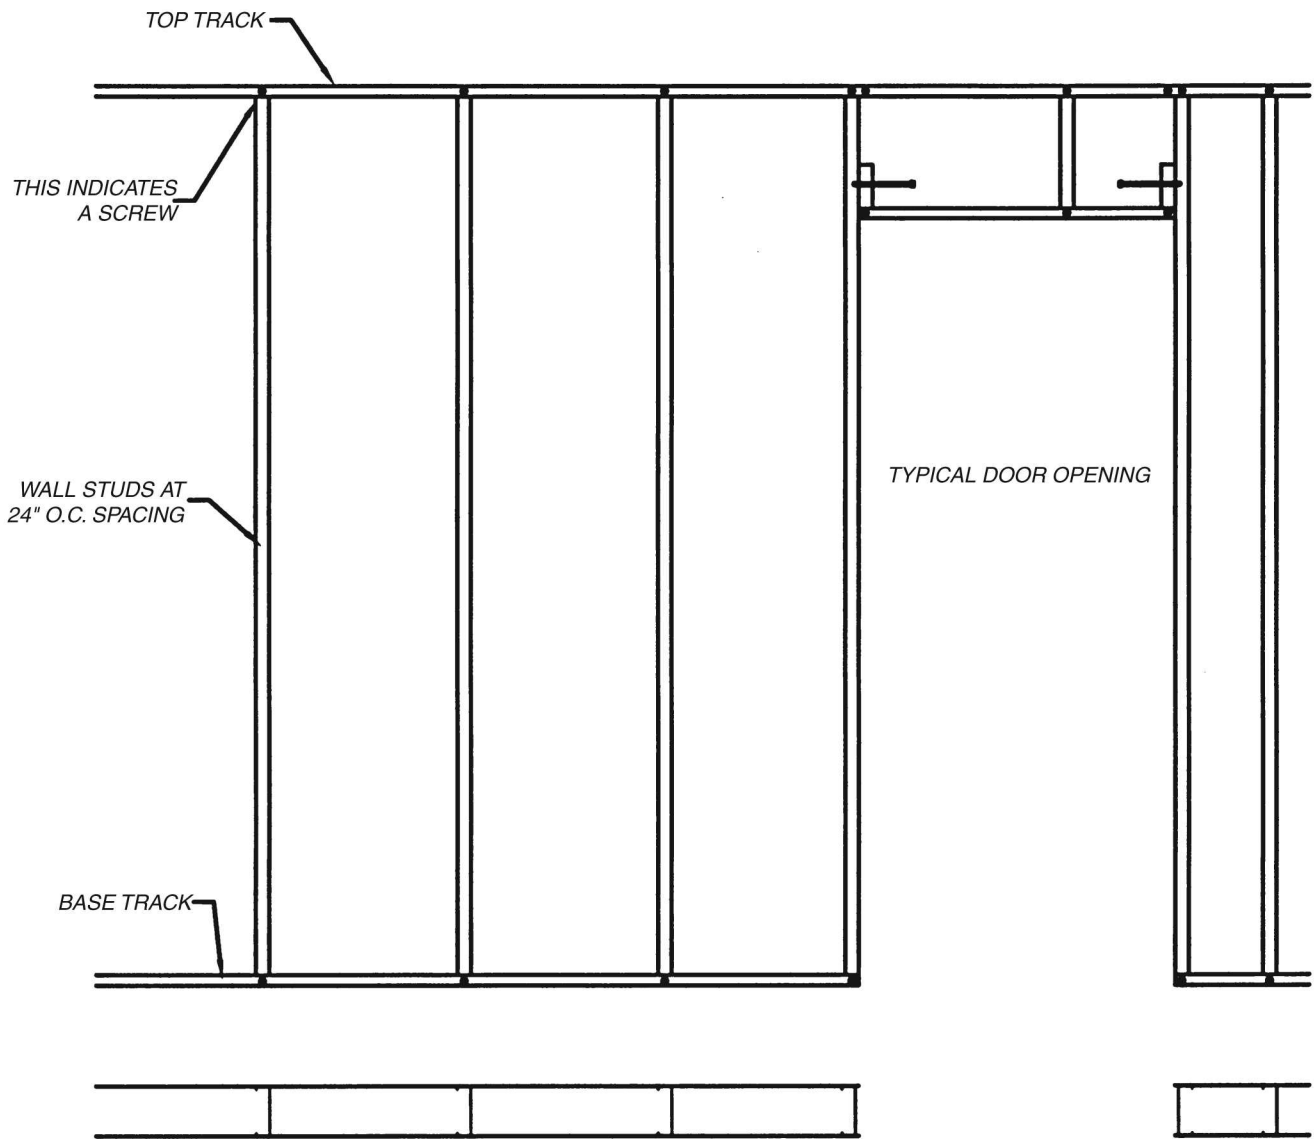 TOP TRACK
THIS INDICATES
A SCREW
WALL STUDS AT
24" O.C. SPACING
TYPICAL DOOR OPENING
BASE TRACK